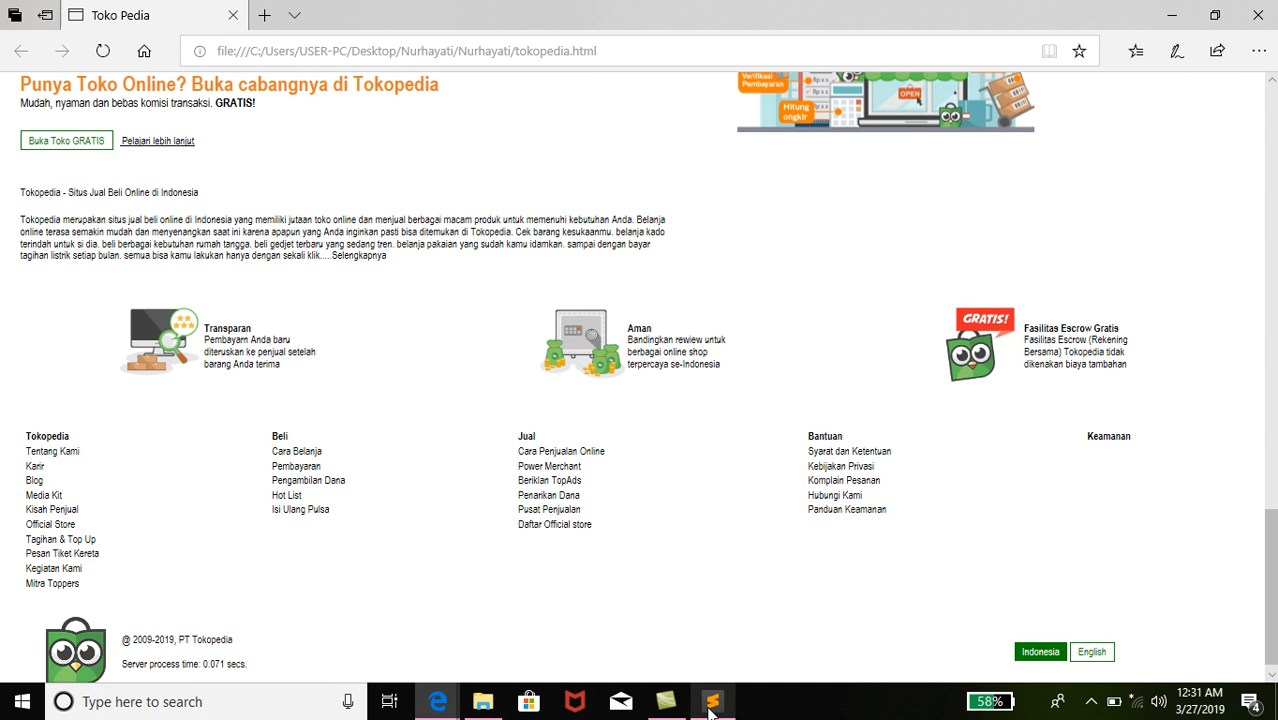 Toko Pedia
file:///C:/Users/USER-PC/Desktop/Nurhayati/Nurhayati/tokopedia.html
Punya Toko Online? Buka cabangnya di Tokopedia
Mudah, nyaman dan bebas komisi transaksi. GRATIS!
Verifikasi
Pembayaran
Rp xx
Rp x
OPEN
Hitung
ongkir
Buka Toko GRATIS
Pelajari lebih lanjut
Tokopedia - Situs Jual Beli Online di Indonesia
Tokopedia merupakan situs jual beli online di Indonesia yang memiliki jutaan toko online dan menjual berbagai macam produk untuk memenuhi kebutuhan Anda. Belanja
online terasa semakin mudah dan menyenangkan saat ini karena apapun yang Anda inginkan pasti bisa ditemukan di Tokopedia. Cek barang kesukaanmu. belanja kado
terindah untuk si dia. beli berbagai kebutuhan rumah tangga. beli gedjet terbaru yang sedang tren. belanja pakaian yang sudah kamu idamkan. sampai dengan bayar
tagihan listrik setiap bulan. semua bisa kamu lakukan hanya dengan sekali klik.....Selengkapnya
Transparan
Pembayarn Anda baru
diteruskan ke penjual setelah
barang Anda terima
Aman
Bandingkan rewiew untuk
berbagai online shop
terpercaya se-Indonesia
GRATIS!
Fasilitas Escrow Gratis
Fasilitas Escrow (Rekening
Bersama) Tokopedia tidak
dikenakan biaya tambahan
Tokopedia
Tentang Kami
Karir
Blog
Media Kit
Kisah Penjual
Official Store
Tagihan & Top Up
Pesan Tiket Kereta
Kegiatan Kami
Mitra Toppers
Beli
Cara Belanja
Pembayaran
Pengambilan Dana
Hot List
Isi Ulang Pulsa
Jual
Cara Penjualan Online
Power Merchant
Beriklan TopAds
Penarikan Dana
Pusat Penjualan
Daftar Official store
Bantuan
Syarat dan Ketentuan
Kebijakan Privasi
Komplain Pesanan
Hubungi Kami
Panduan Keamanan
Keamanan
@ 2009-2019, PT Tokopedia
Server process time: 0.071 secs.
Indonesia
English
Type here to search
58%
12:31 AM
3/27/2019
4